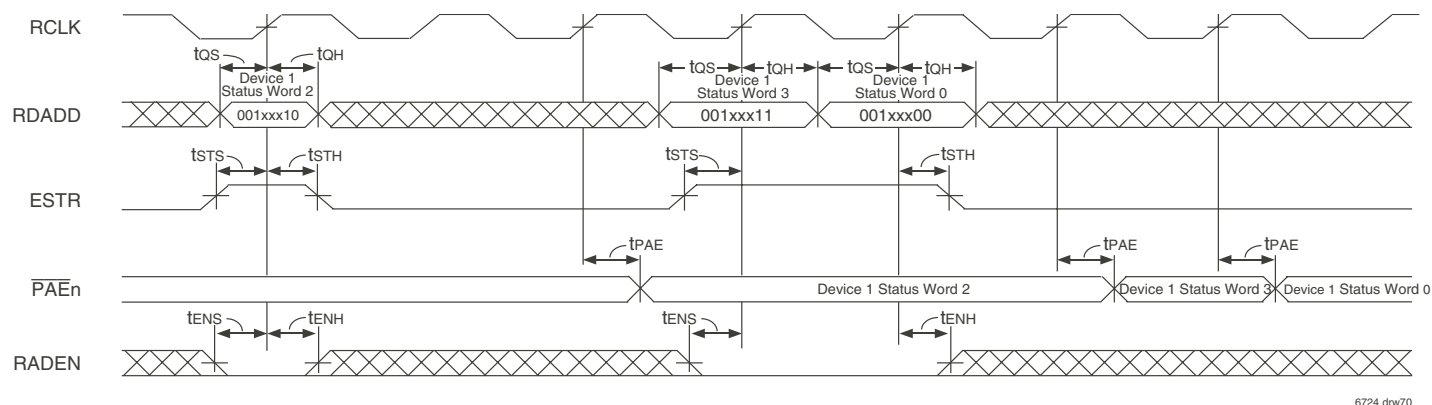 RCLK
tQS tQH tQS tQH tQS tQH
Device 1
Status Word 2
Device 1
Status Word 3
Device 1
Status Word 0
RDADD
001xxx10
001xxx11
001xxx00
tSTS tSTH tSTS tSTH
ESTR
tPAE tPAE tPAE
PAEn
Device 1 Status Word 2
Device 1 Status Word 3
Device 1 Status Word 0
tENS tENH tENS tENH
RADEN
6724 drw70